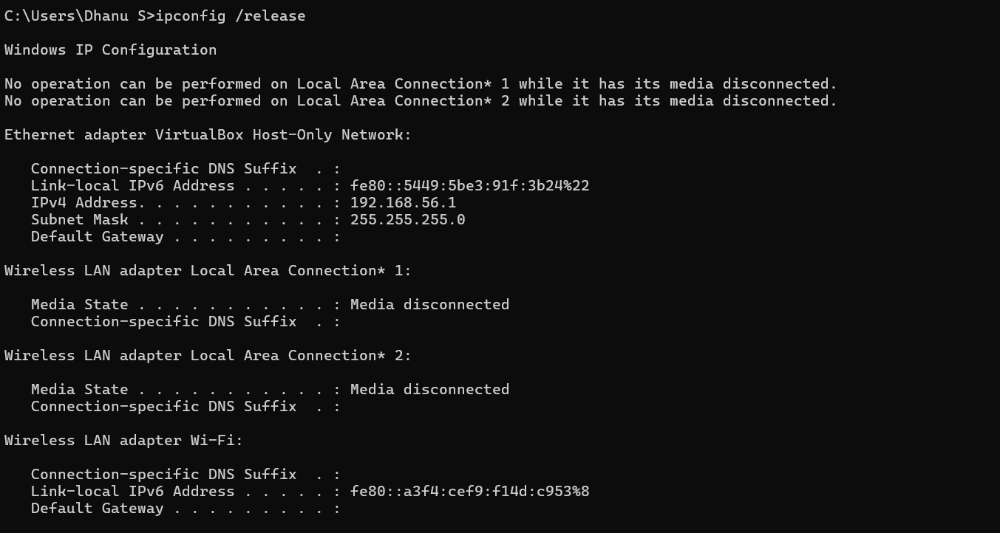 C:\Users\Dhanu S>ipconfig /release
Windows IP Configuration
No operation can be performed on Local Area Connection* 1 while it has its media disconnected.
No operation can be performed on Local Area Connection* 2 while it has its media disconnected.
Ethernet adapter VirtualBox Host-Only Network:
   Connection-specific DNS Suffix  . :
   Link-local IPv6 Address . . . . . : fe80::5449:5be3:91f:3b24%22
   IPv4 Address. . . . . . . . . . . : 192.168.56.1
   Subnet Mask . . . . . . . . . . . : 255.255.255.0
   Default Gateway . . . . . . . . . :
Wireless LAN adapter Local Area Connection* 1:
   Media State . . . . . . . . . . . : Media disconnected
   Connection-specific DNS Suffix  . :
Wireless LAN adapter Local Area Connection* 2:
   Media State . . . . . . . . . . . : Media disconnected
   Connection-specific DNS Suffix  . :
Wireless LAN adapter Wi-Fi:
   Connection-specific DNS Suffix  . :
   Link-local IPv6 Address . . . . . : fe80::a3f4:cef9:f14d:c953%8
   Default Gateway . . . . . . . . . :